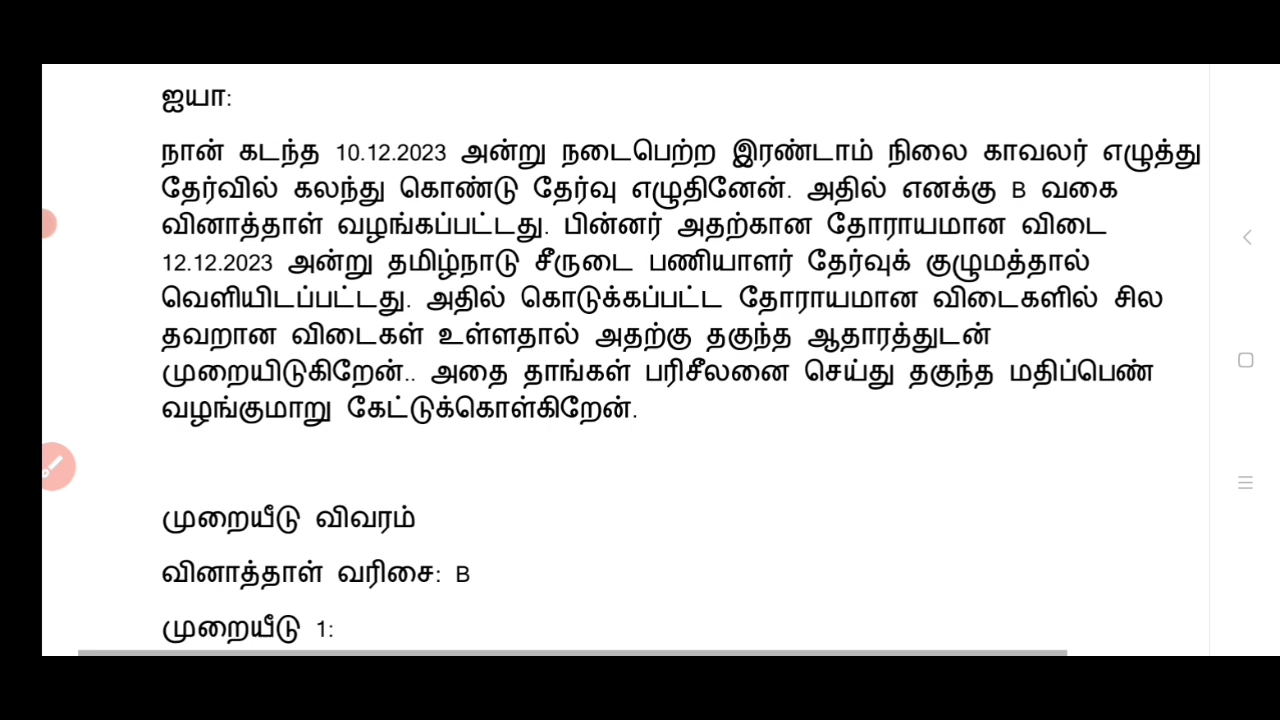 ஐயா:
நான் கடந்த 10.12.2023 அன்று நடைபெற்ற இரண்டாம் நிலை காவலர் எழுத்து
தேர்வில் கலந்து கொண்டு தேர்வு எழுதினேன். அதில் எனக்கு B வகை
வினாத்தாள் வழங்கப்பட்டது. பின்னர் அதற்கான தோராயமான விடை
12.12.2023 அன்று தமிழ்நாடு சீருடை பணியாளர் தேர்வுக் குழுமத்தால்
வெளியிடப்பட்டது. அதில் கொடுக்கப்பட்ட தோராயமான விடைகளில் சில
தவறான விடைகள் உள்ளதால் அதற்கு தகுந்த ஆதாரத்துடன்
முறையிடுகிறேன்.. அதை தாங்கள் பரிசீலனை செய்து தகுந்த மதிப்பெண்
வழங்குமாறு கேட்டுக்கொள்கிறேன்.
முறையீடு விவரம்
வினாத்தாள் வரிசை: B
முறையீடு 1: